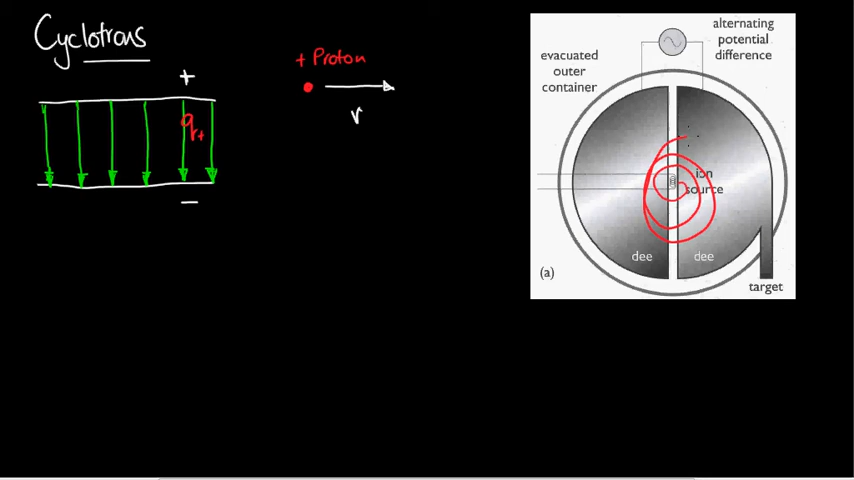 Cyclotrons
+
q+
−
+ Proton
v
alternating
potential
difference
evacuated
outer
container
ion
source
dee
dee
(a)
target